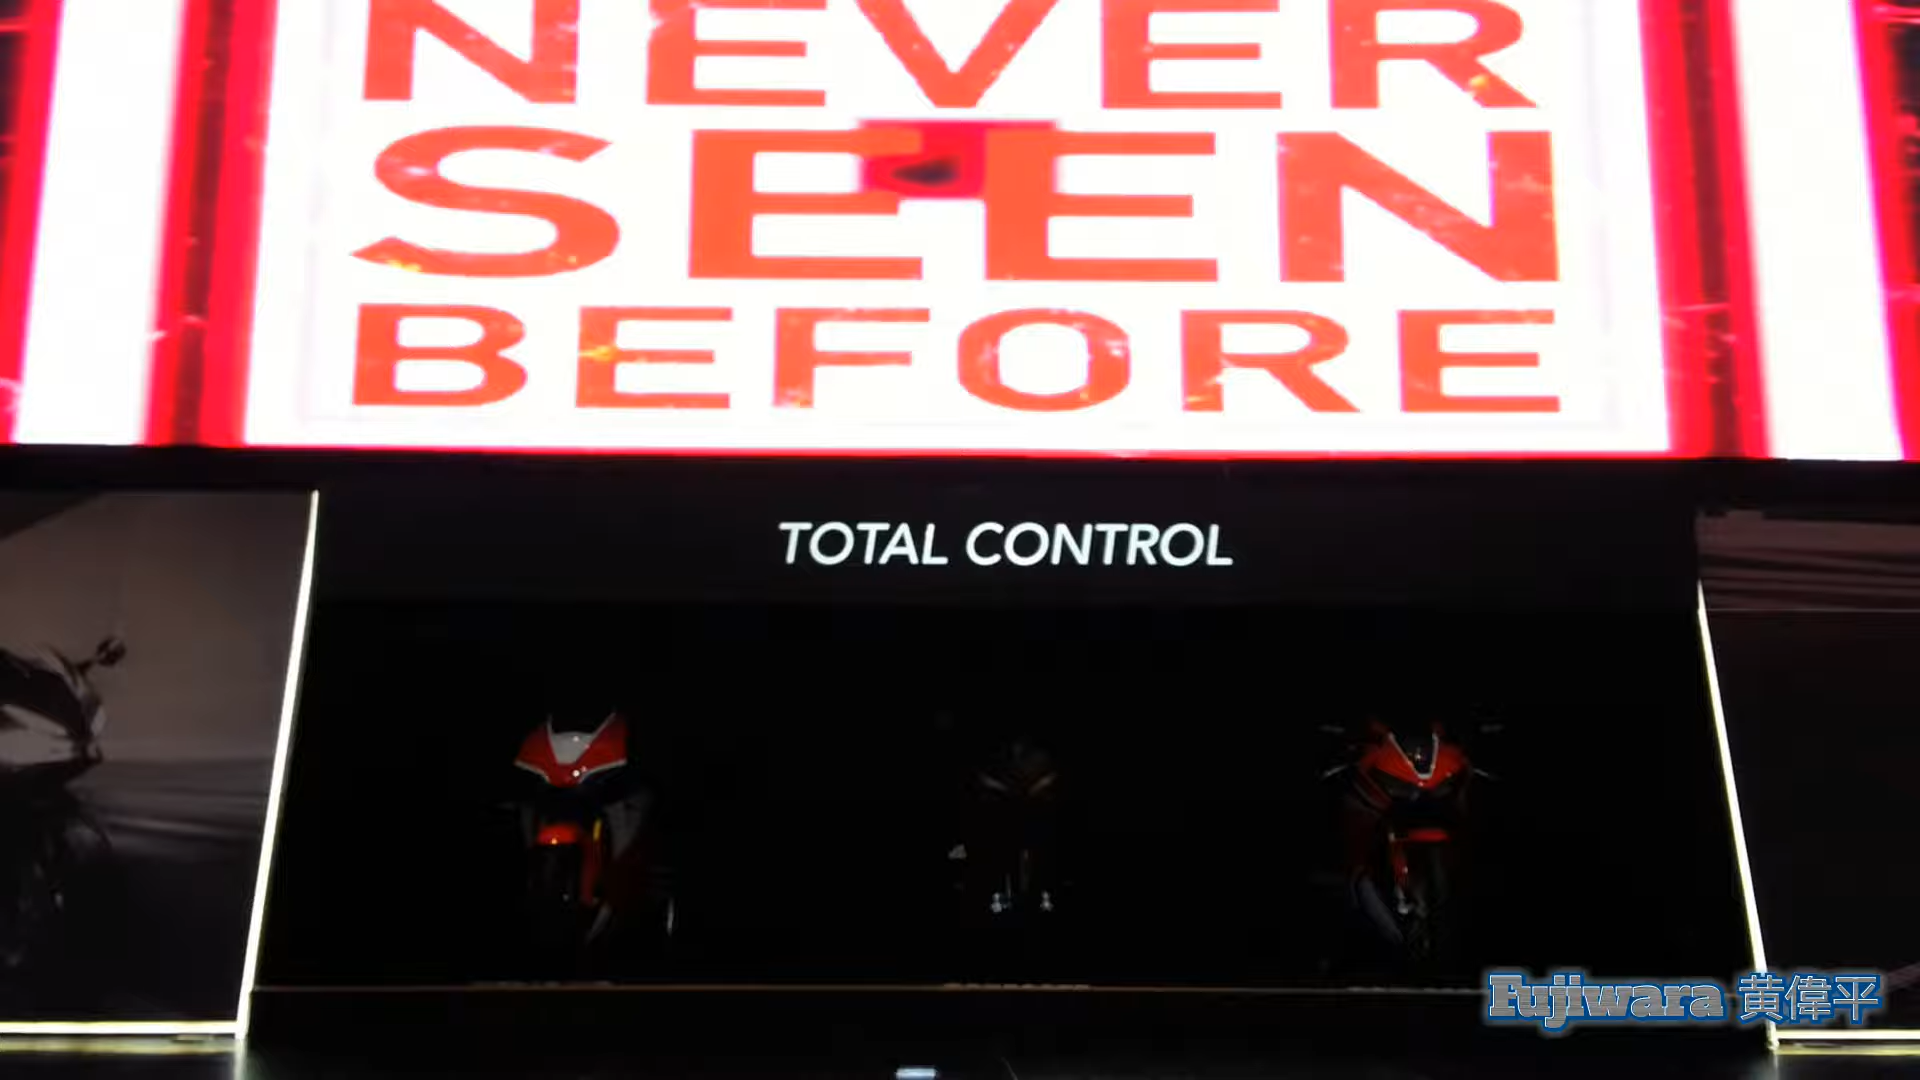 NEVER
SEEN
BEFORE
TOTAL CONTROL
Fujiwara 黄偉平